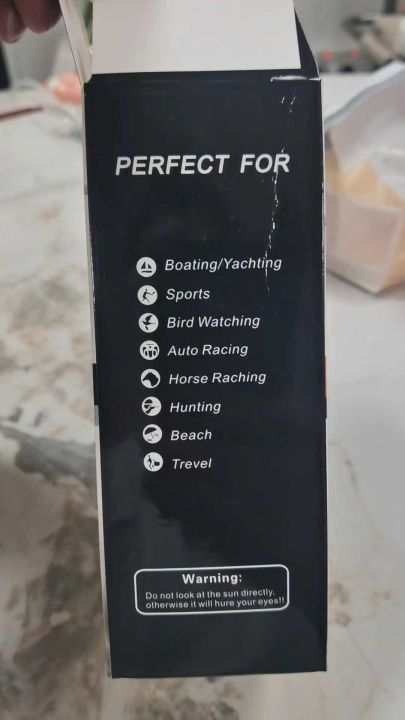 PERFECT FOR
Boating/Yachting
Sports
Bird Watching
Auto Racing
Horse Raching
Hunting
Beach
Trevel
Warning:
Do not look at the sun directly,
otherwise it will hure your eyes!!